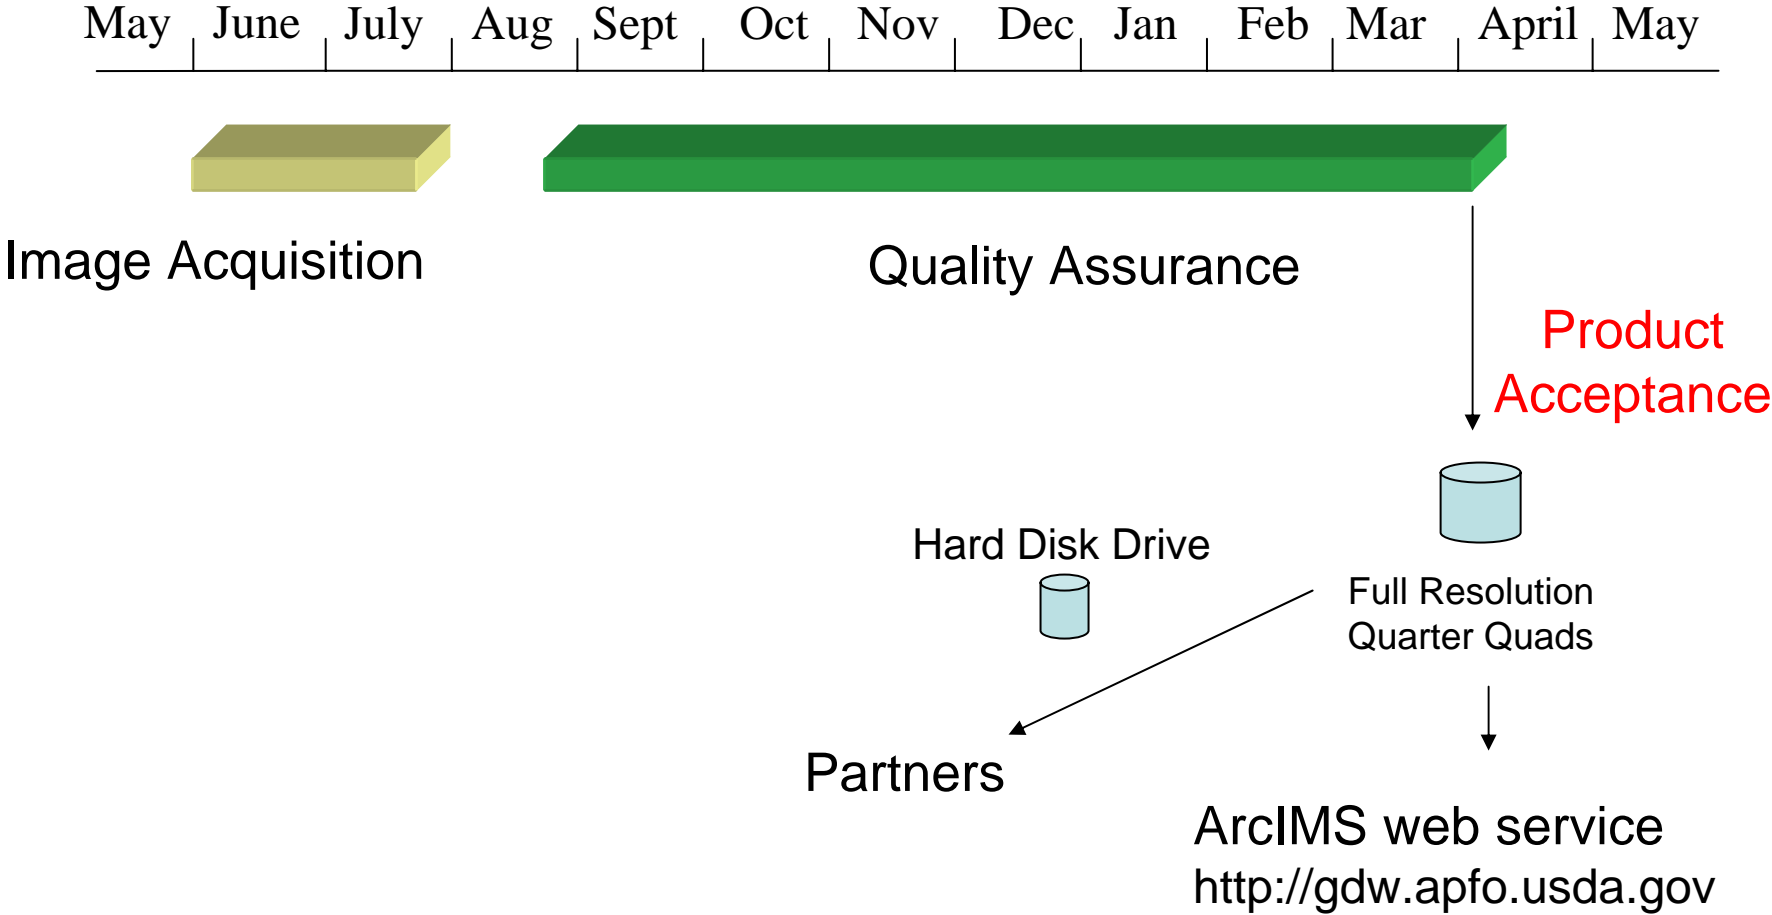 May June July Aug Sept Oct Nov Dec Jan Feb Mar April May
Image Acquisition
Quality Assurance
Product
Acceptance
Hard Disk Drive
Full Resolution
Quarter Quads
Partners
ArcIMS web service
http://gdw.apfo.usda.gov